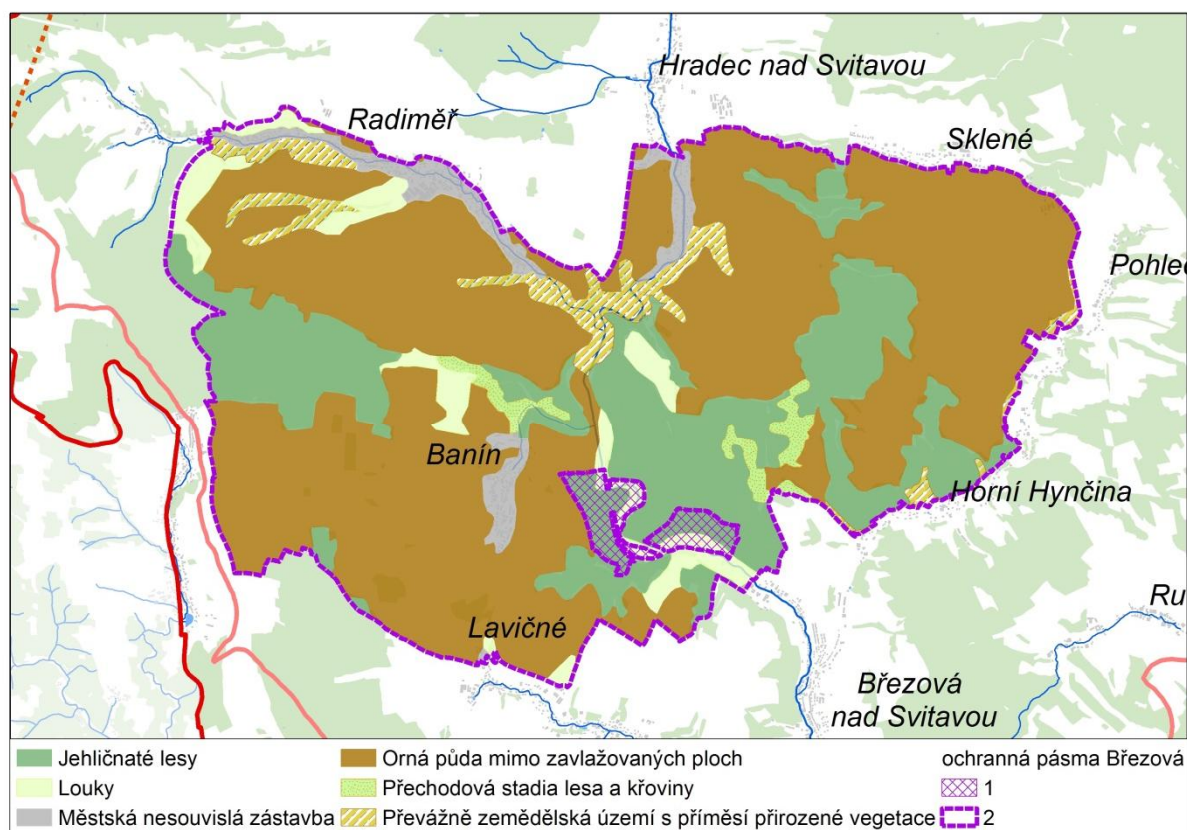 Hradec nad Svitavou
Radiměř
Sklené
Pohlec
Banín
Horní Hynčina
Lavičné
Ru
Březová
nad Svitavou
Jehličnaté lesy
Orná půda mimo zavlažovaných ploch
ochranná pásma Březová
Louky
Přechodová stadia lesa a křoviny
1
Městská nesouvislá zástavba
Převážně zemědělská území s příměsí přirozené vegetace
2